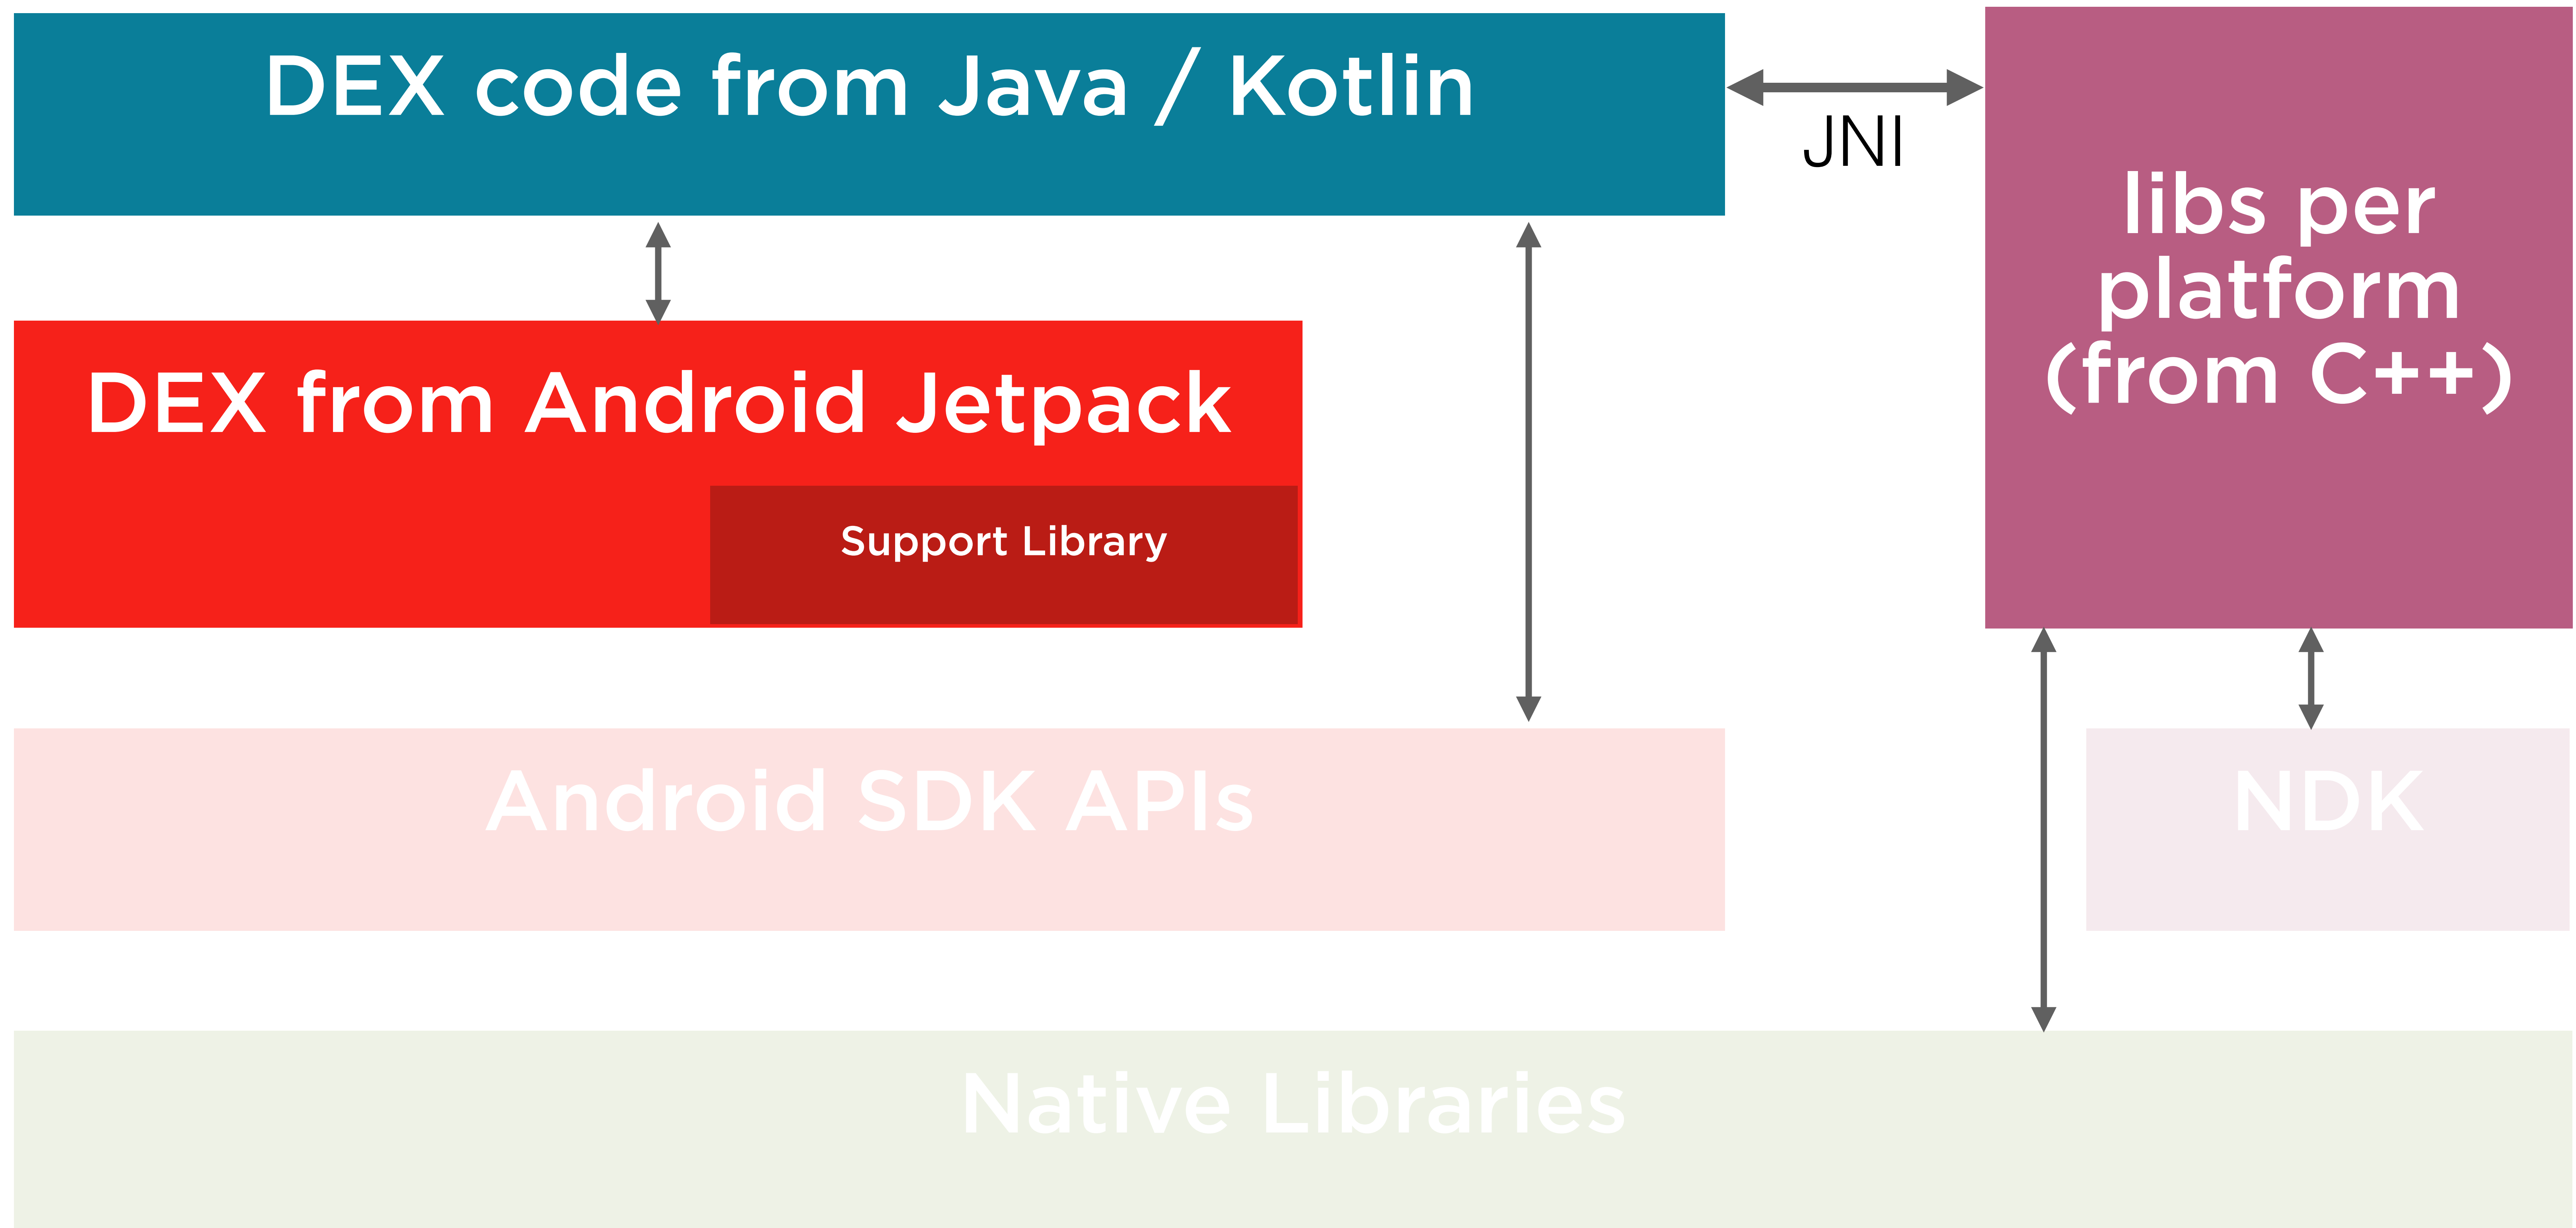 DEX code from Java / Kotlin
JNI
libs per
platform
(from C++)
DEX from Android Jetpack
Support Library
Android SDK APIs
NDK
Native Libraries